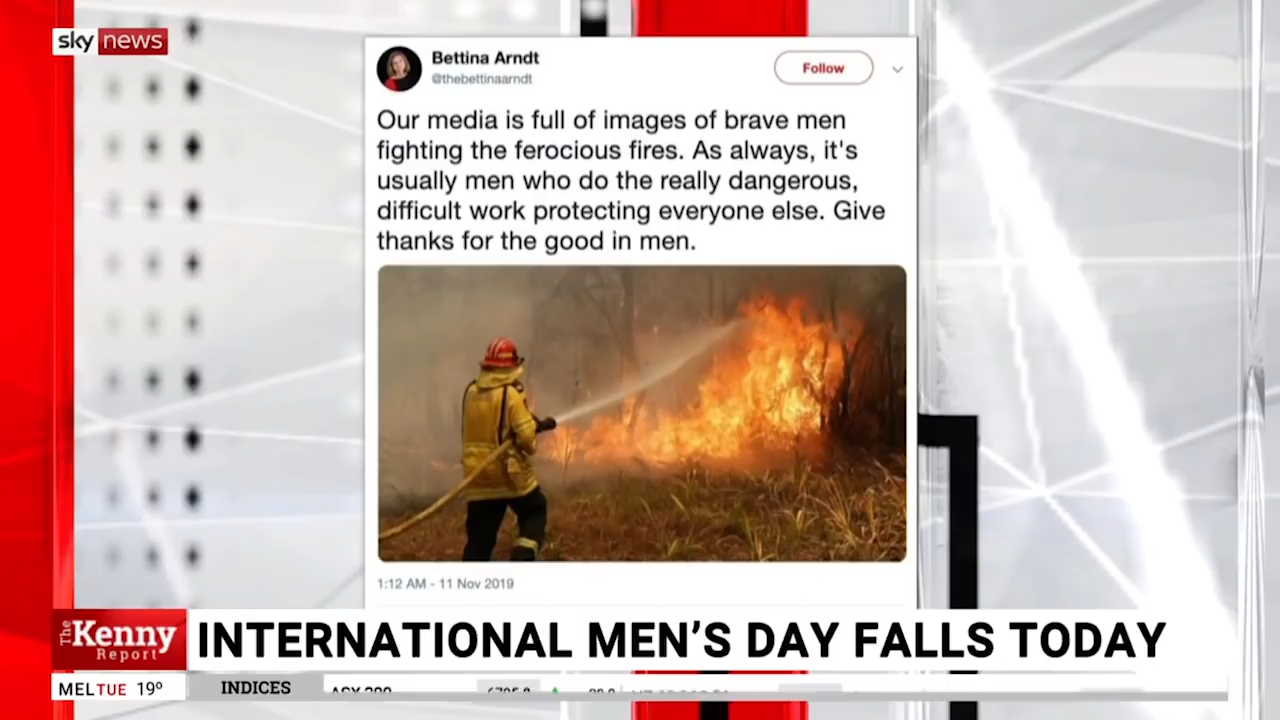 sky news
Bettina Arndt
@thebettinaarndt
Follow
Our media is full of images of brave men
fighting the ferocious fires. As always, it's
usually men who do the really dangerous,
difficult work protecting everyone else. Give
thanks for the good in men.
1:12 AM - 11 Nov 2019
The Kenny Report
INTERNATIONAL MEN'S DAY FALLS TODAY
MEL TUE 19º
INDICES